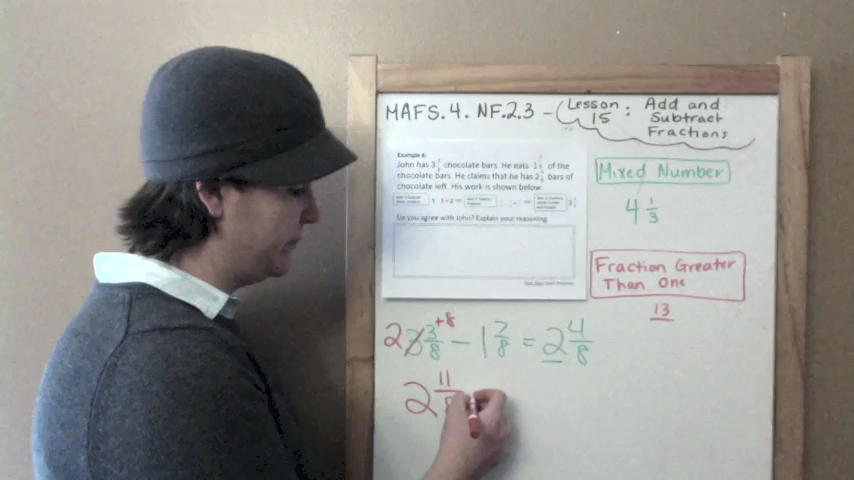 MAFS.4.NF.2.3 - Lesson 15 : Add and
Subtract
Fractions
Example 6:
John has 3 chocolate bars. He eats 1 of the
chocolate bars. He claims that he has 2 bars of
chocolate left. His work is shown below
Do you agree with John? Explain your reasoning.
Mixed Number
4 1/3
Fraction Greater
Than One
13
2 3 3/8 +8 - 1 7/8 = 2 4/8
2 11/8